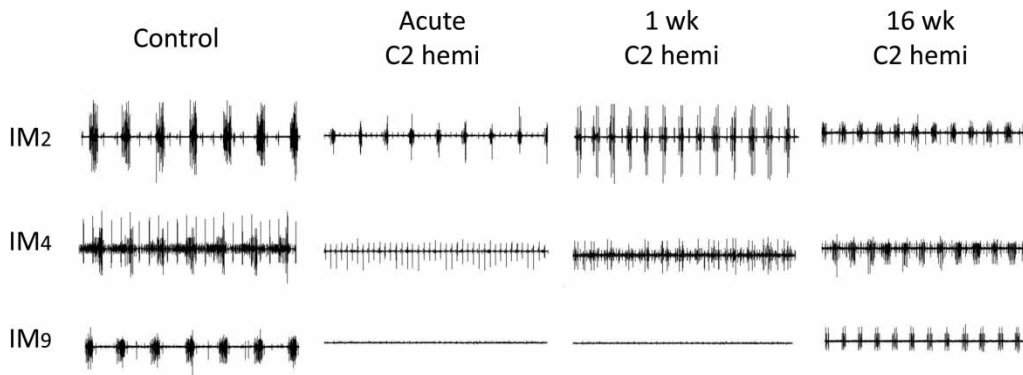 Control
Acute
C2 hemi
1 wk
C2 hemi
16 wk
C2 hemi
IM2
IM4
IM9